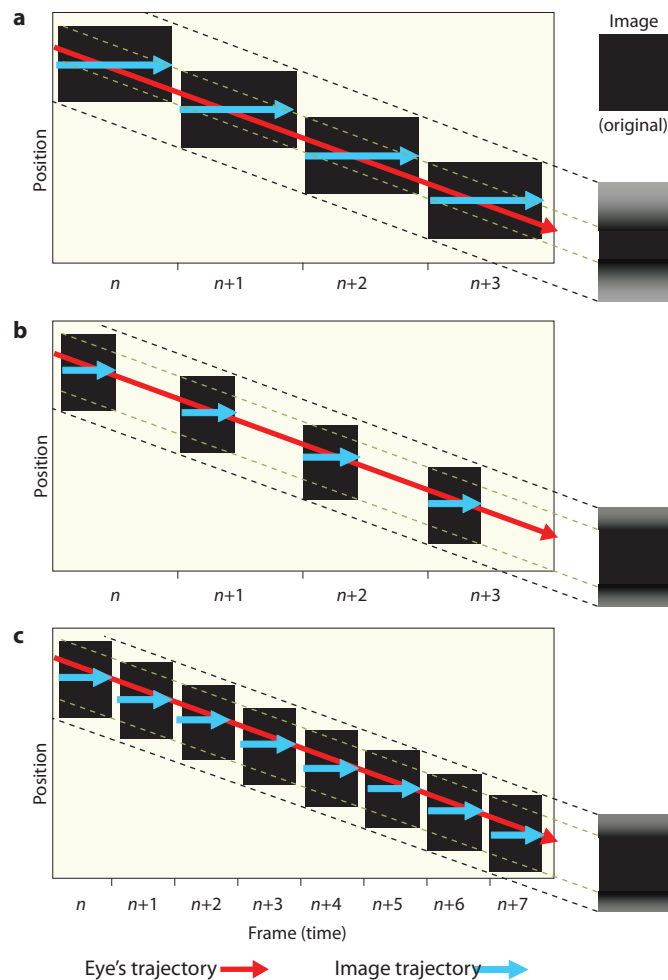 a
Image
(original)
Position
n n+1 n+2 n+3
b
Position
n n+1 n+2 n+3
c
Position
n n+1 n+2 n+3 n+4 n+5 n+6 n+7
Frame (time)
Eye's trajectory Image trajectory